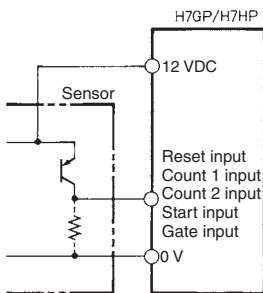 H7GP/H7HP
12 VDC
Sensor
Reset input
Count 1 input
Count 2 input
Start input
Gate input
0 V